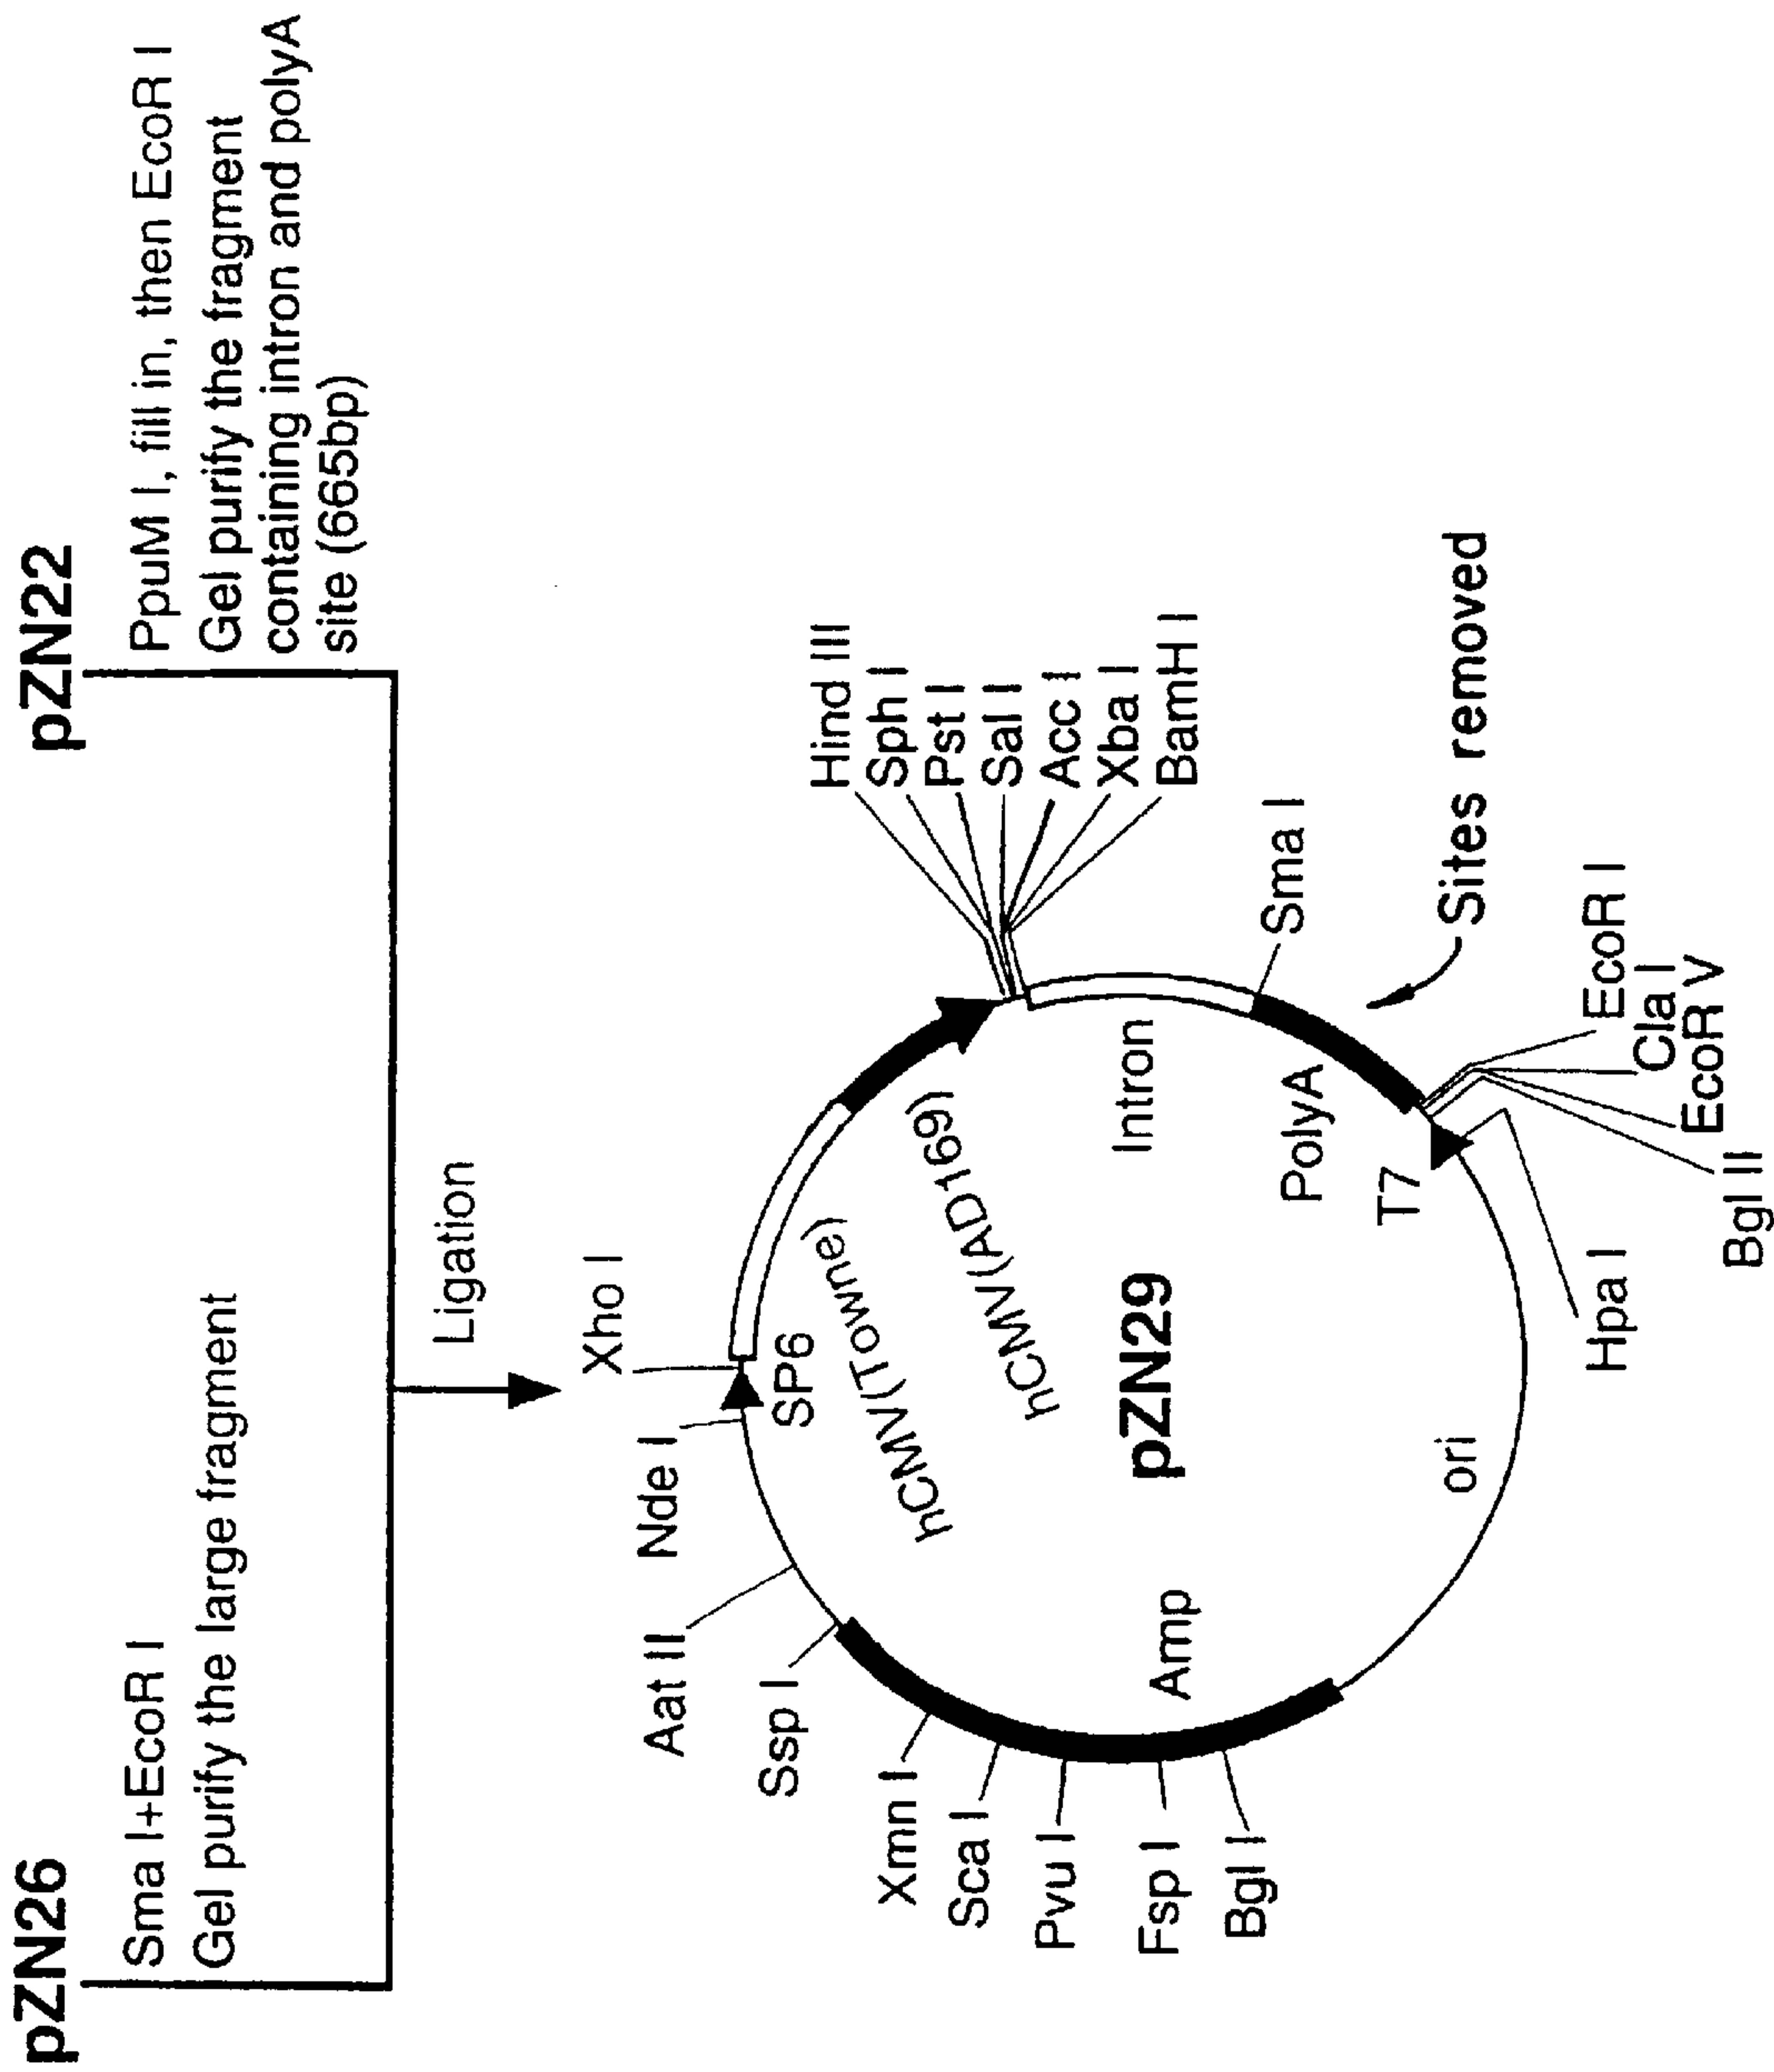 pZN26
Sma I+EcoR I
Gel purify the large fragment
pZN22
PpuM I, fill in, then EcoR I
Gel purify the fragment
containing intron and polyA
site (665bp)
Ligation
Xho I
Nde I
SP6
Aat II
Ssp I
Xmn I
Sca I
Pvu I
Fsp I
Bgl I
Amp
ori
hCMV(Towne)
hCMV(AD169)
pZN29
Intron
PolyA
T7
Hind III
Sph I
Pst I
Sal I
Acc I
Xba I
BamH I
Sma I
Sites removed
EcoR I
Cla I
EcoR V
Bgl II
Hpa I